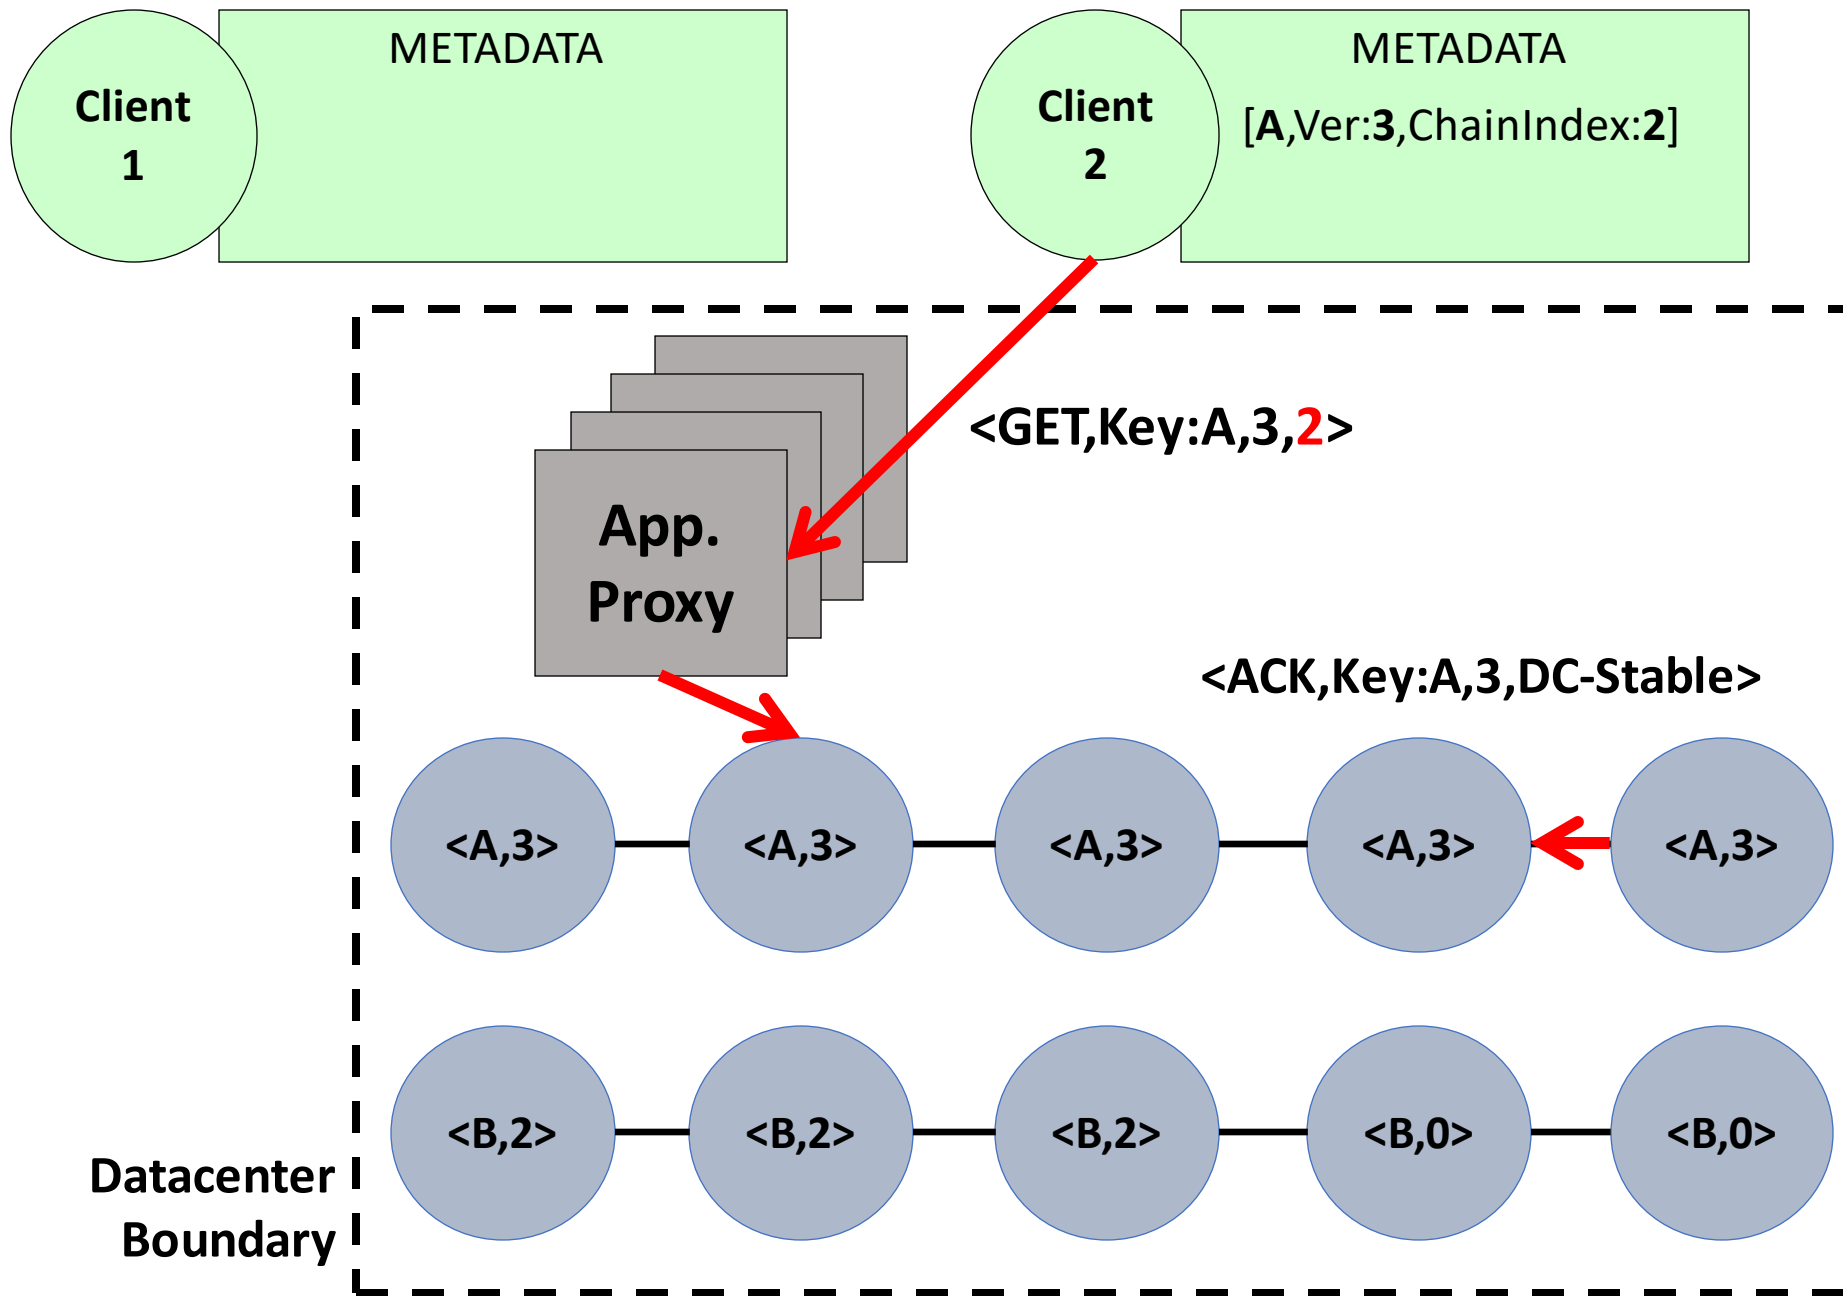 METADATA
Client
1
METADATA
Client
2
[A,Ver:3,ChainIndex:2]
<GET,Key:A,3,2>
App.
Proxy
<ACK,Key:A,3,DC-Stable>
<A,3>
<A,3>
<A,3>
<A,3>
<A,3>
<B,2>
<B,2>
<B,2>
<B,0>
<B,0>
Datacenter
Boundary